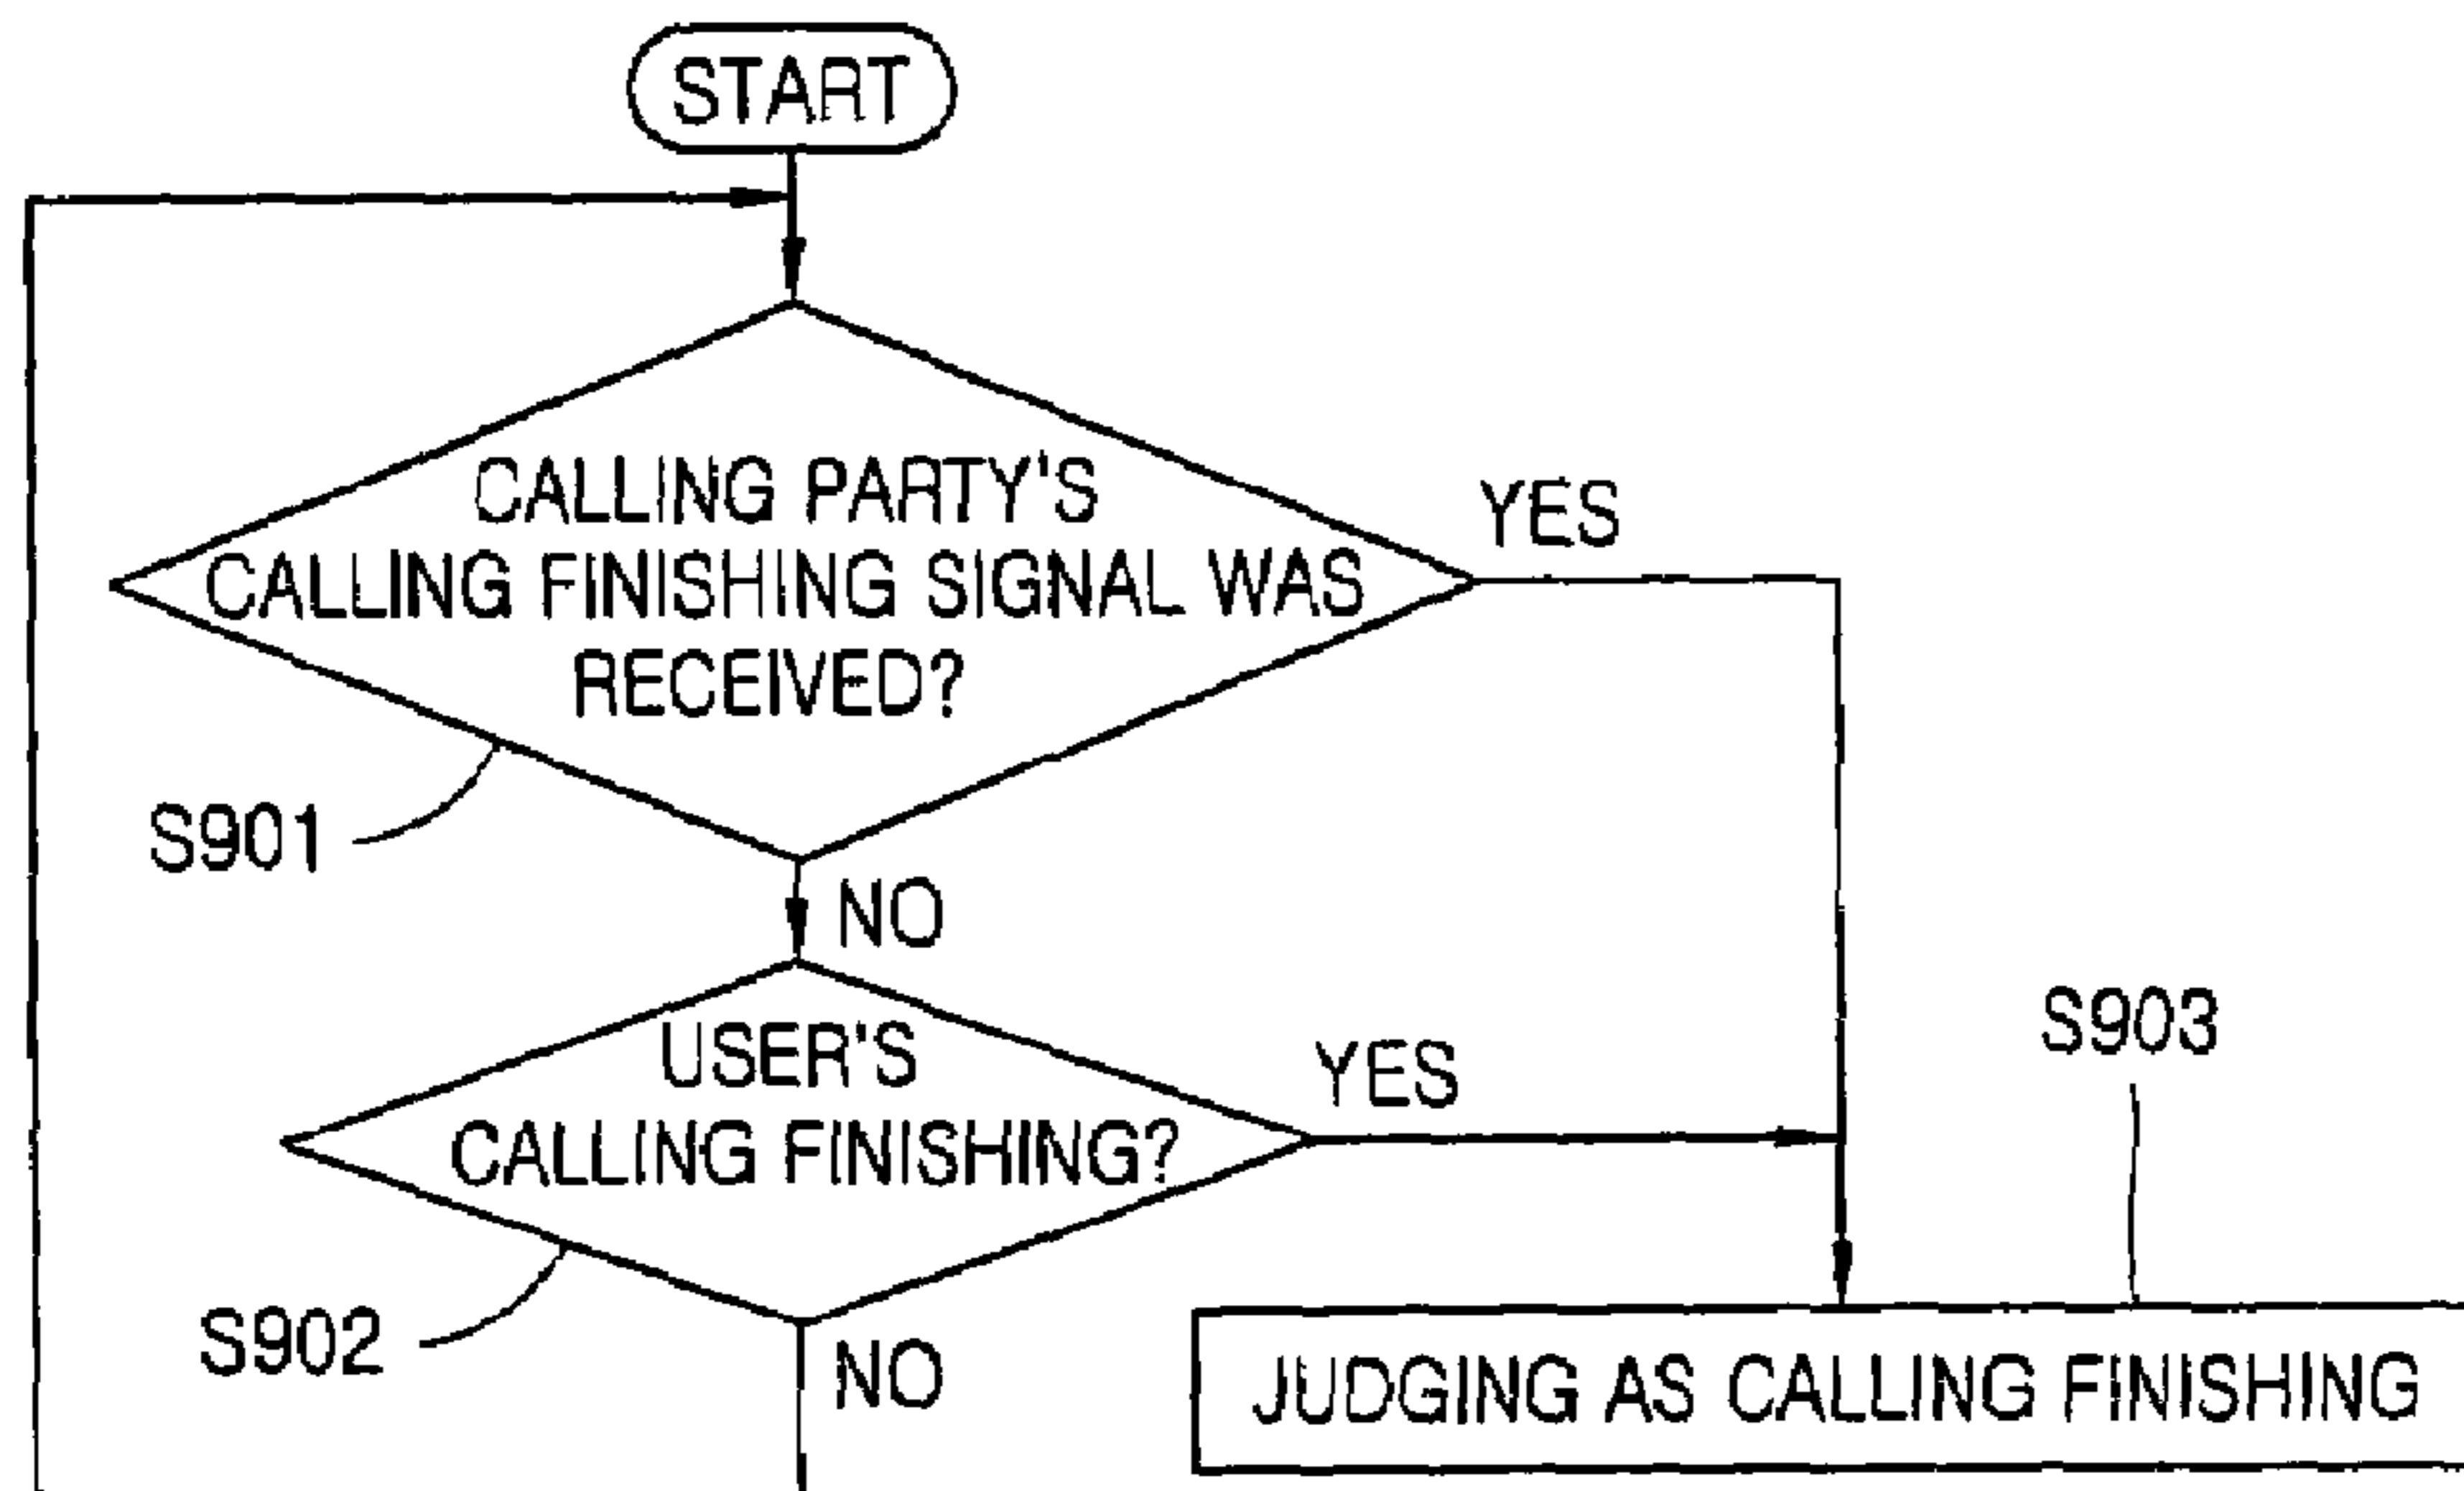 START
CALLING PARTY'S
CALLING FINISHING SIGNAL WAS
RECEIVED?
YES
S901
NO
USER'S
CALLING FINISHING?
YES
S903
S902
NO
JUDGING AS CALLING FINISHING